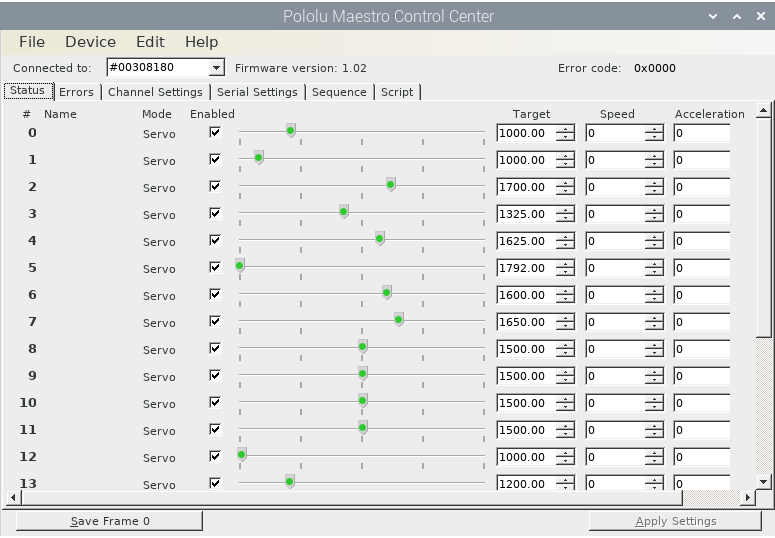 Pololu Maestro Control Center
File Device Edit Help
Connected to: #00308180 Firmware version: 1.02 Error code: 0x0000
Status Errors Channel Settings Serial Settings Sequence Script
# Name Mode Enabled Target Speed Acceleration
0 Servo 1000.00 0 0
1 Servo 1000.00 0 0
2 Servo 1700.00 0 0
3 Servo 1325.00 0 0
4 Servo 1625.00 0 0
5 Servo 1792.00 0 0
6 Servo 1600.00 0 0
7 Servo 1650.00 0 0
8 Servo 1500.00 0 0
9 Servo 1500.00 0 0
10 Servo 1500.00 0 0
11 Servo 1500.00 0 0
12 Servo 1000.00 0 0
13 Servo 1200.00 0 0
Save Frame 0 Apply Settings